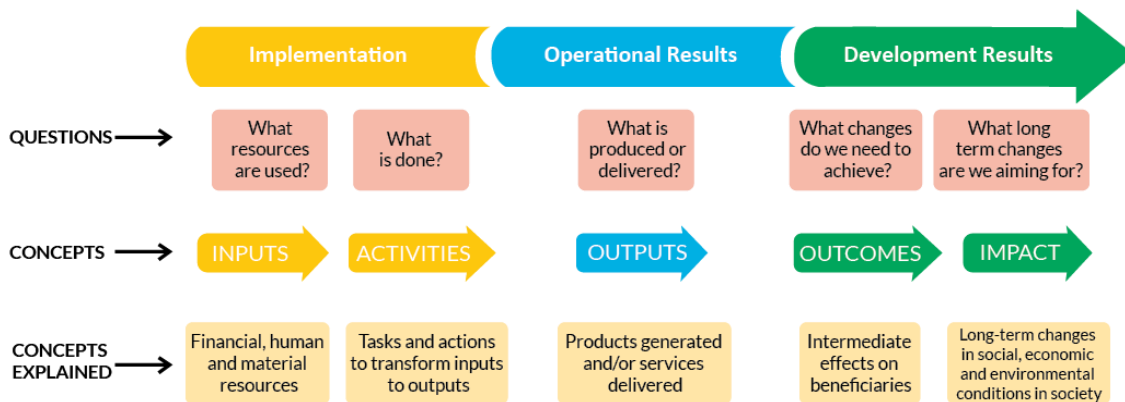 Implementation
Operational Results
Development Results
QUESTIONS
What
resources
are used?
What
is done?
What is
produced or
delivered?
What changes
do we need to
achieve?
What long
term changes
are we aiming for?
CONCEPTS
INPUTS
ACTIVITIES
OUTPUTS
OUTCOMES
IMPACT
CONCEPTS
EXPLAINED
Financial, human
and material
resources
Tasks and actions
to transform inputs
to outputs
Products generated
and/or services
delivered
Intermediate
effects on
beneficiaries
Long-term changes
in social, economic
and environmental
conditions in society